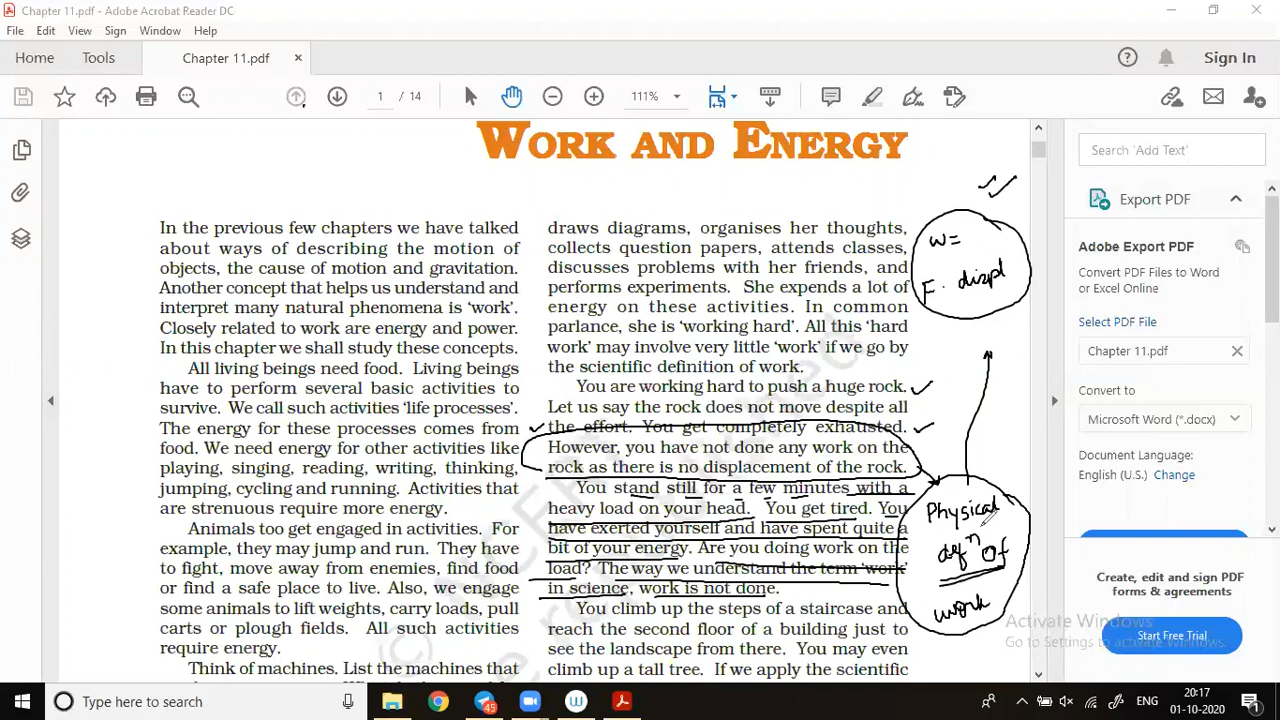 Chapter 11.pdf - Adobe Acrobat Reader DC
File Edit View Sign Window Help
Home Tools Chapter 11.pdf Sign In
1 / 14 111%
WORK AND ENERGY
In the previous few chapters we have talked
about ways of describing the motion of
objects, the cause of motion and gravitation.
Another concept that helps us understand and
interpret many natural phenomena is ‘work’.
Closely related to work are energy and power.
In this chapter we shall study these concepts.
All living beings need food. Living beings
have to perform several basic activities to
survive. We call such activities ‘life processes’.
The energy for these processes comes from
food. We need energy for other activities like
playing, singing, reading, writing, thinking,
jumping, cycling and running. Activities that
are strenuous require more energy.
Animals too get engaged in activities. For
example, they may jump and run. They have
to fight, move away from enemies, find food
or find a safe place to live. Also, we engage
some animals to lift weights, carry loads, pull
carts or plough fields. All such activities
require energy.
Think of machines. List the machines that
draws diagrams, organises her thoughts,
collects question papers, attends classes,
discusses problems with her friends, and
performs experiments. She expends a lot of
energy on these activities. In common
parlance, she is ‘working hard’. All this ‘hard
work’ may involve very little ‘work’ if we go by
the scientific definition of work.
You are working hard to push a huge rock.
Let us say the rock does not move despite all
the effort. You get completely exhausted.
However, you have not done any work on the
rock as there is no displacement of the rock.
You stand still for a few minutes with a
heavy load on your head. You get tired. You
have exerted yourself and have spent quite a
bit of your energy. Are you doing work on the
load? The way we understand the term ‘work’
in science, work is not done.
You climb up the steps of a staircase and
reach the second floor of a building just to
see the landscape from there. You may even
climb up a tall tree. If we apply the scientific
W=
F. displ
Physical
defn Of
work
Search 'Add Text'
Export PDF
Adobe Export PDF
Convert PDF Files to Word
or Excel Online
Select PDF File
Chapter 11.pdf
Convert to
Microsoft Word (*.docx)
Document Language:
English (U.S.) Change
Create, edit and sign PDF
forms & agreements
Start Free Trial
Activate Windows
Go to Settings to activate Windows.
Type here to search
45
ENG
20:17
01-10-2020
1